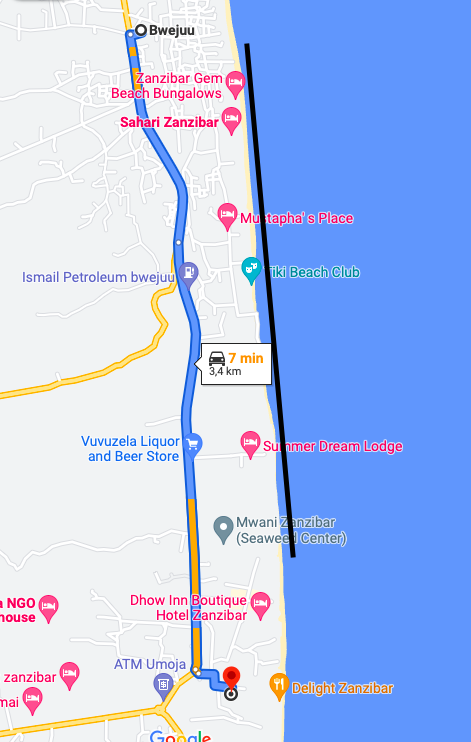 Bwejuu
Zanzibar Gem
Beach Bungalows
Sahari Zanzibar
Mustapha's Place
Tiki Beach Club
Ismail Petroleum bwejuu
7 min
3,4 km
Vuvuzela Liquor
and Beer Store
Summer Dream Lodge
Mwani Zanzibar
(Seaweed Center)
a NGO
house
Dhow Inn Boutique
Hotel Zanzibar
ATM Umoja
zanzibar
mai
Delight Zanzibar
Google